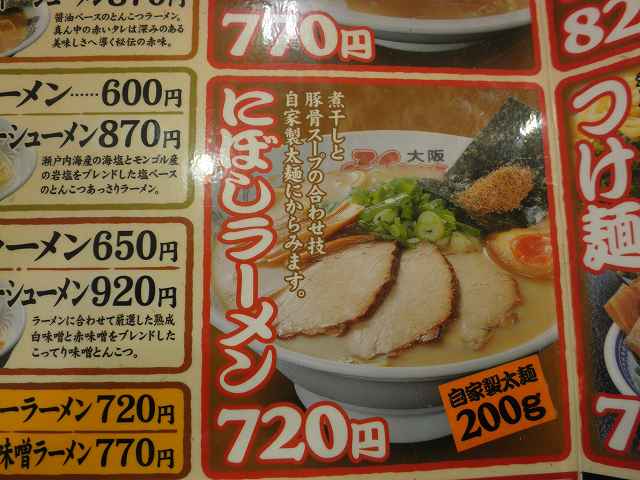 醤油ベースのとんこつラーメン。
真ん中の赤いタレは深みのある
美味しさへ導く秘伝の赤味。
ラーメン……600円
チャーシューメン870円
瀬戸内海産の海塩とモンゴル産
の岩塩をブレンドした塩ベース
のとんこつあっさりラーメン。
ラーメン650円
ーシューメン920円
ラーメンに合わせて厳選した熟成
白味噌と赤味噌をブレンドした
こってり味噌とんこつ。
ーラーメン720円
味噌ラーメン770円
770円
にぼしラーメン
煮干しと
豚骨スープの合わせ技
自家製太麺にからみます。
大阪
自家製太麺
200g
720円
82
つけ麺
7